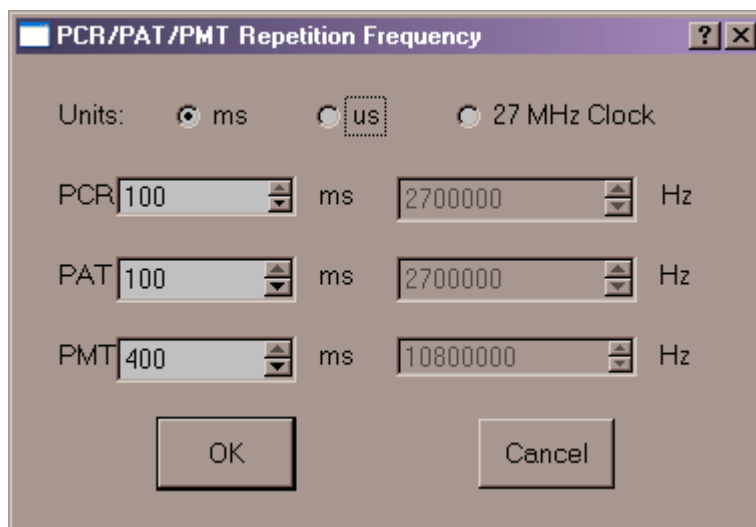 PCR/PAT/PMT Repetition Frequency
Units: ms us 27 MHz Clock
PCR 100 ms 2700000 Hz
PAT 100 ms 2700000 Hz
PMT 400 ms 10800000 Hz
OK Cancel